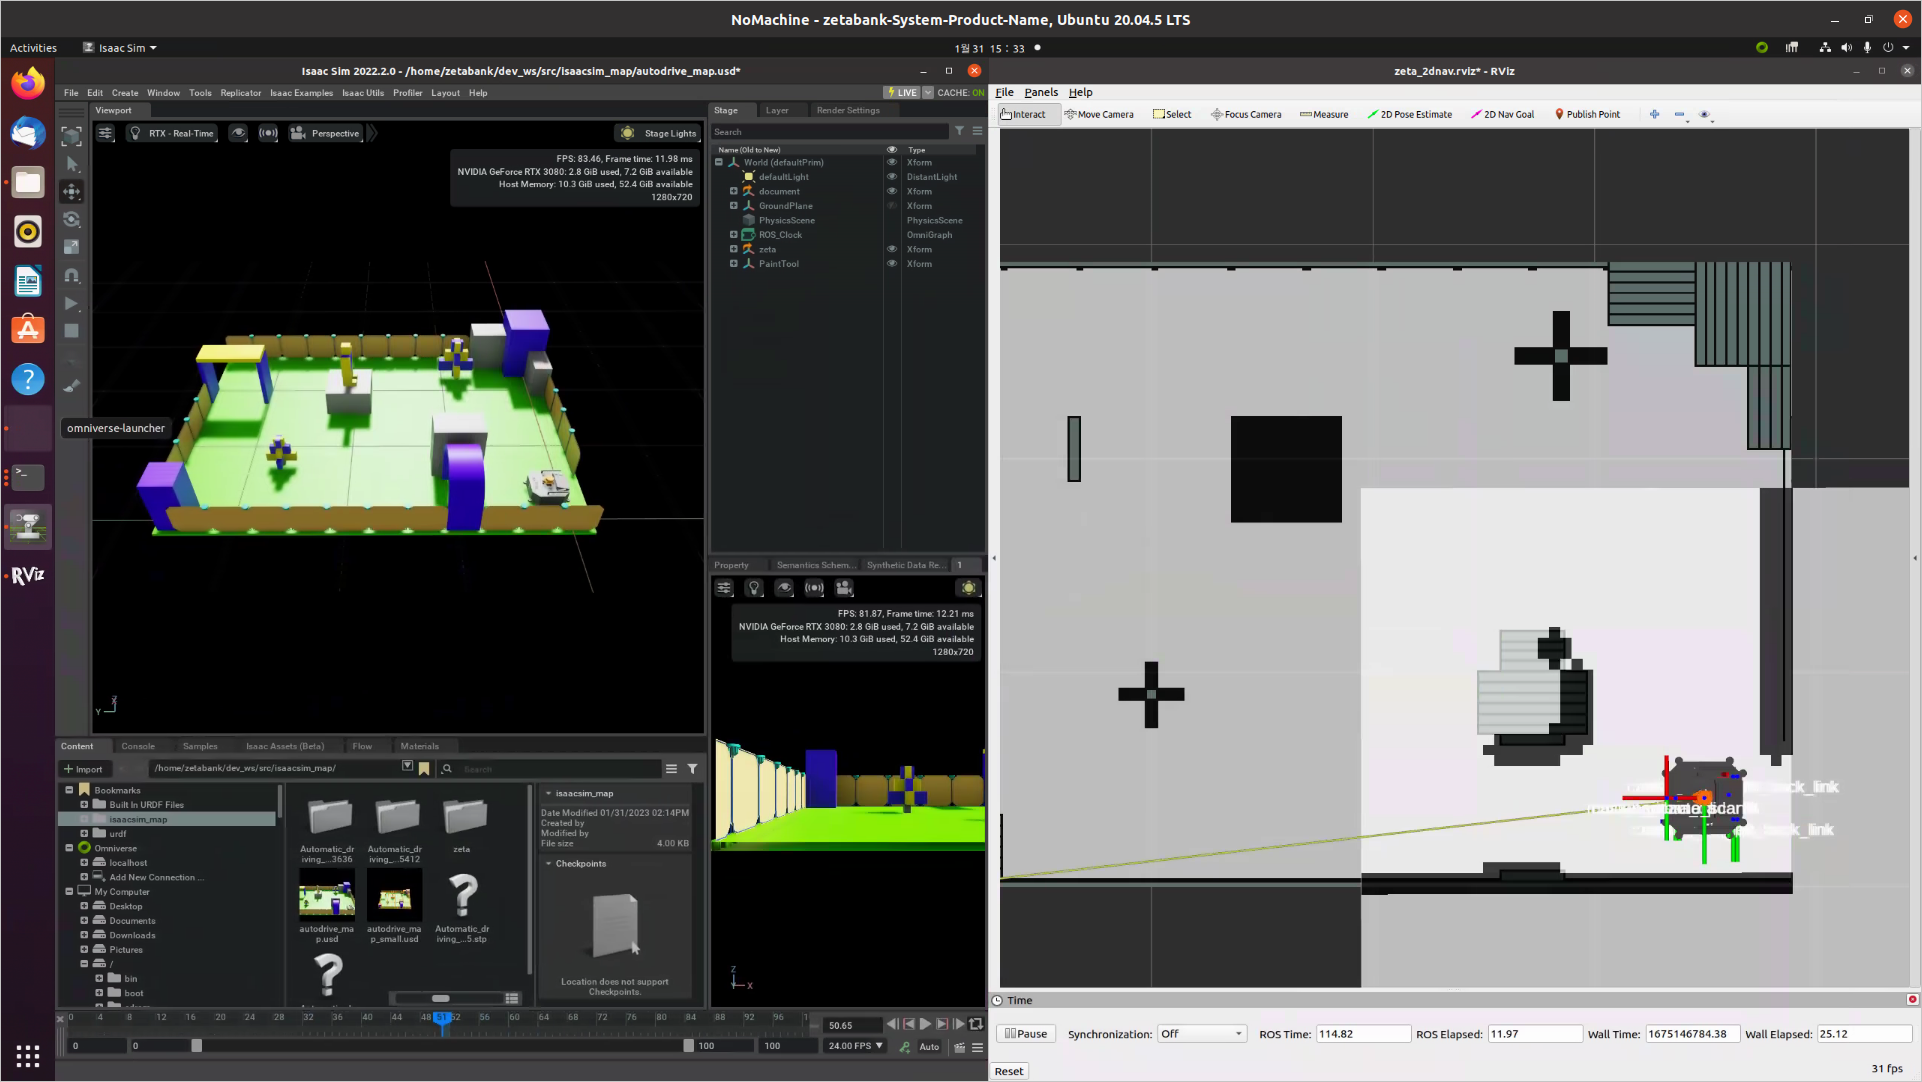 NoMachine - zetabank-System-Product-Name, Ubuntu 20.04.5 LTS
Activities
Isaac Sim
1월 31 15 : 33
Isaac Sim 2022.2.0 - /home/zetabank/dev_ws/src/isaacsim_map/autodrive_map.usd*
File Edit Create Window Tools Replicator Isaac Examples Isaac Utils Profiler Layout Help
LIVE CACHE: ON
Viewport
RTX - Real-Time
Perspective
Stage Lights
FPS: 83.46, Frame time: 11.98 ms
NVIDIA GeForce RTX 3080: 2.8 GiB used, 7.2 GiB available
Host Memory: 10.3 GiB used, 52.4 GiB available
1280x720
omniverse-launcher
Y
Stage Layer Render Settings
Search
Name (Old to New) Type
World (defaultPrim) Xform
defaultLight DistantLight
document Xform
GroundPlane Xform
PhysicsScene PhysicsScene
ROS_Clock OmniGraph
zeta Xform
PaintTool Xform
Property Semantics Schem... Synthetic Data Re... 1
FPS: 81.87, Frame time: 12.21 ms
NVIDIA GeForce RTX 3080: 2.8 GiB used, 7.2 GiB available
Host Memory: 10.3 GiB used, 52.4 GiB available
1280x720
Z
X
Content Console Samples Isaac Assets (Beta) Flow Materials
+ Import
/home/zetabank/dev_ws/src/isaacsim_map/
Search
Bookmarks
Built In URDF Files
isaacsim_map
urdf
Omniverse
localhost
Add New Connection ...
My Computer
Desktop
Documents
Downloads
Pictures
/
bin
boot
Automatic_dr
iving_...3636
Automatic_dr
iving_...5412
zeta
autodrive_ma
p.usd
autodrive_ma
p_small.usd
Automatic_dr
iving_...5.stp
isaacsim_map
Date Modified 01/31/2023 02:14PM
Created by
Modified by
File size 4.00 KB
Checkpoints
Location does not support
Checkpoints.
0 4 8 12 16 20 24 28 32 36 40 44 48 51 52 56 60 64 68 72 76 80 84 88 92 96
50.65
0 0 100 100
24.00 FPS
Auto
RViz
zeta_2dnav.rviz* - RViz
File Panels Help
Interact Move Camera Select Focus Camera Measure 2D Pose Estimate 2D Nav Goal Publish Point
Time
Pause
Synchronization: Off
ROS Time: 114.82
ROS Elapsed: 11.97
Wall Time: 1675146784.38
Wall Elapsed: 25.12
Reset
31 fps